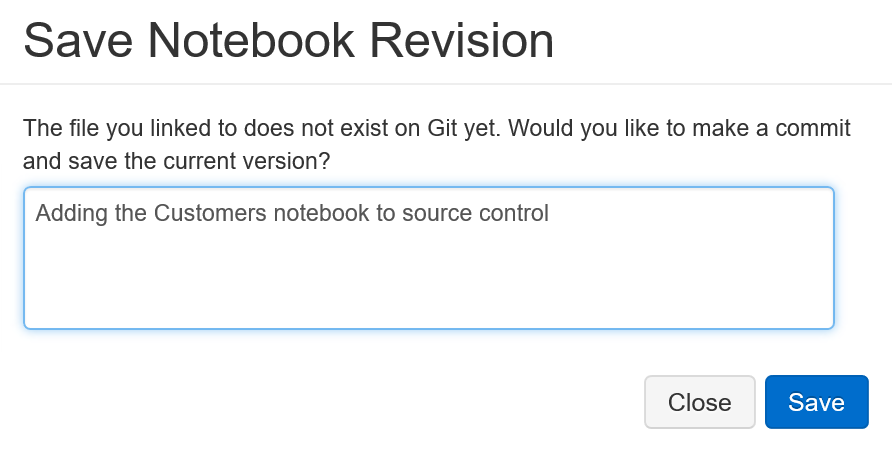 Save Notebook Revision
The file you linked to does not exist on Git yet. Would you like to make a commit
and save the current version?
Adding the Customers notebook to source control
Close
Save